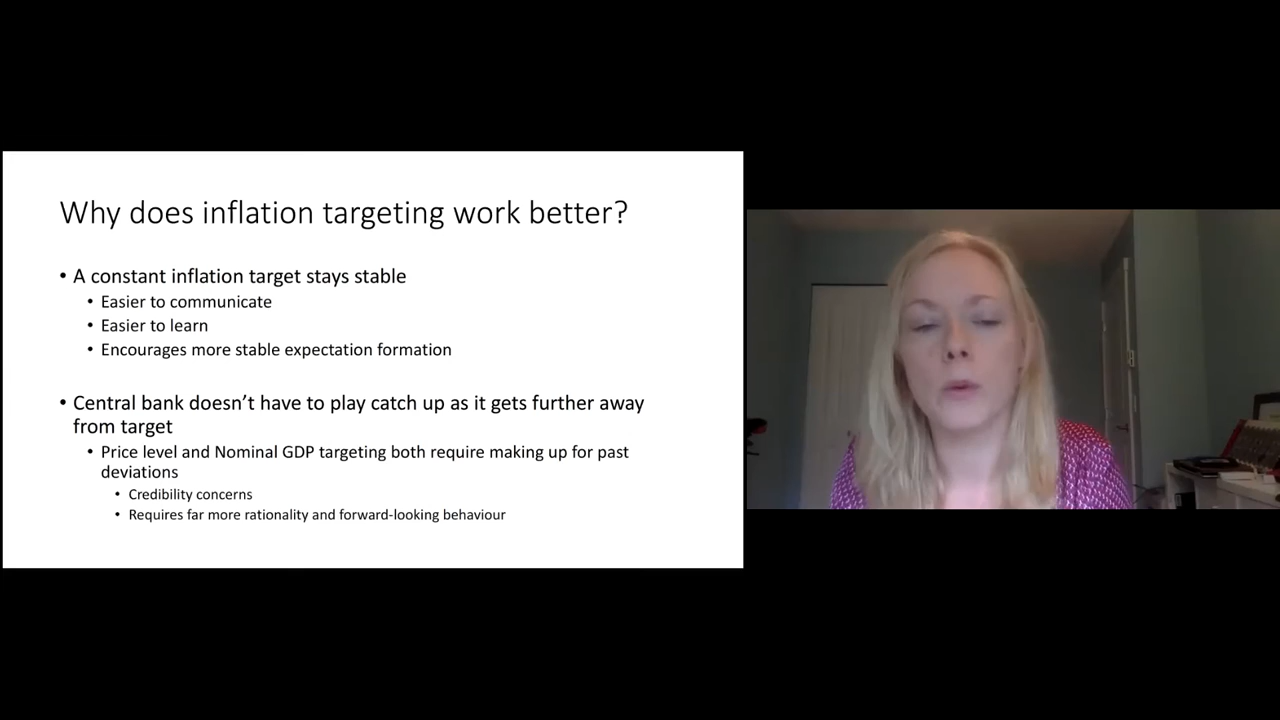 Why does inflation targeting work better?
• A constant inflation target stays stable
• Easier to communicate
• Easier to learn
• Encourages more stable expectation formation
• Central bank doesn’t have to play catch up as it gets further away
from target
• Price level and Nominal GDP targeting both require making up for past
deviations
• Credibility concerns
• Requires far more rationality and forward-looking behaviour